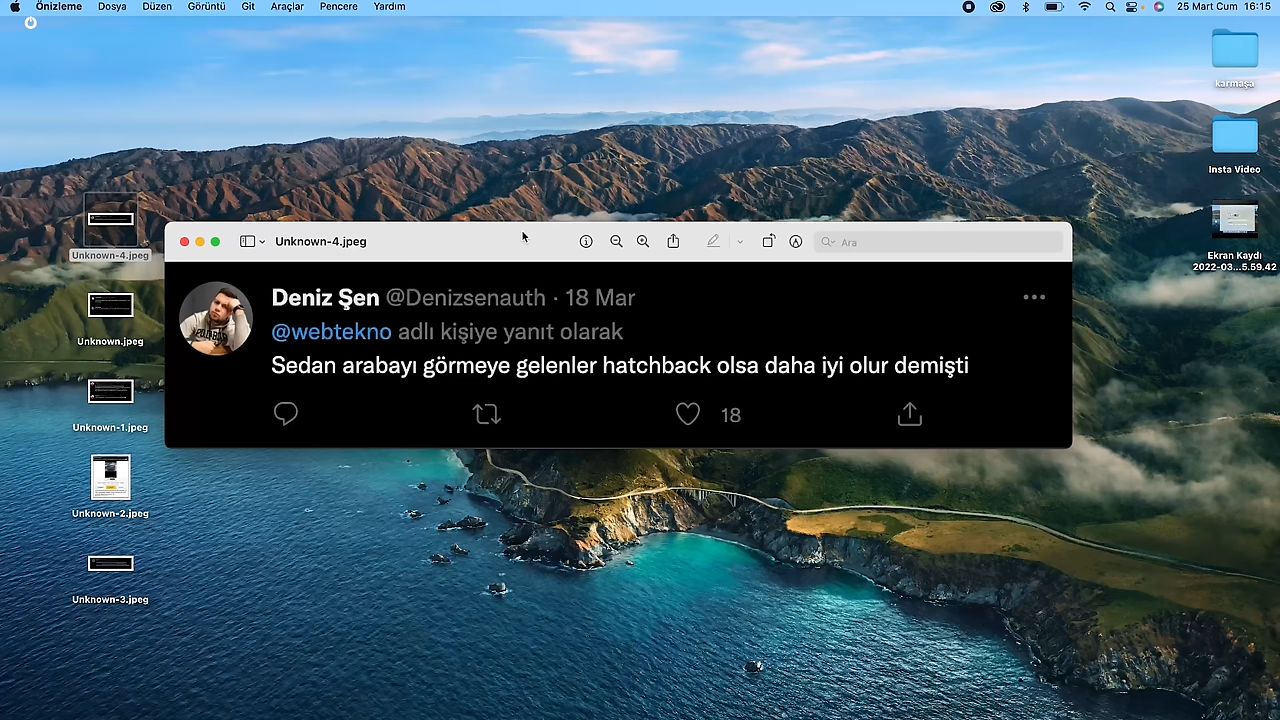 Önizleme Dosya Düzen Görüntü Git Araçlar Pencere Yardım 25 Mart Cum 16:15
karmaşa
Insta Video
Ekran Kaydı
2022-03...5.59.42
Unknown-4.jpeg
Unknown.jpeg
Unknown-1.jpeg
Unknown-2.jpeg
Unknown-3.jpeg
Unknown-4.jpeg Ara
Deniz Şen @Denizsenauth · 18 Mar
@webtekno adlı kişiye yanıt olarak
Sedan arabayı görmeye gelenler hatchback olsa daha iyi olur demişti
18